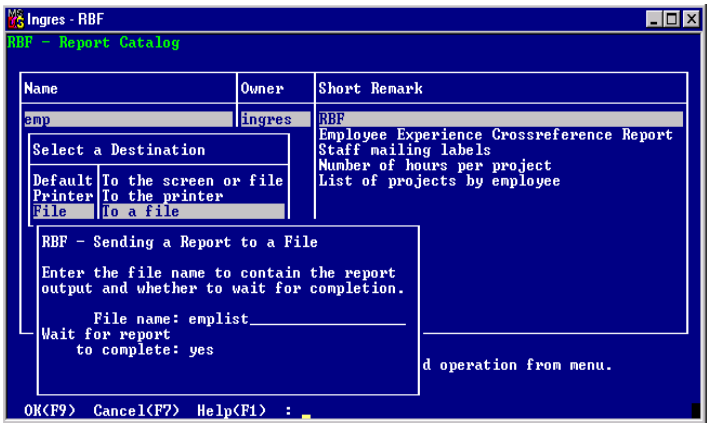 Ingres - RBF
RBF - Report Catalog
Name Owner Short Remark
emp ingres RBF
Employee Experience Crossreference Report
Select a Destination Staff mailing labels
Number of hours per project
Default To the screen or file List of projects by employee
Printer To the printer
File To a file
RBF - Sending a Report to a File
Enter the file name to contain the report
output and whether to wait for completion.
File name: emplist
Wait for report
to complete: yes
d operation from menu.
OK(F9) Cancel(F7) Help(F1) :